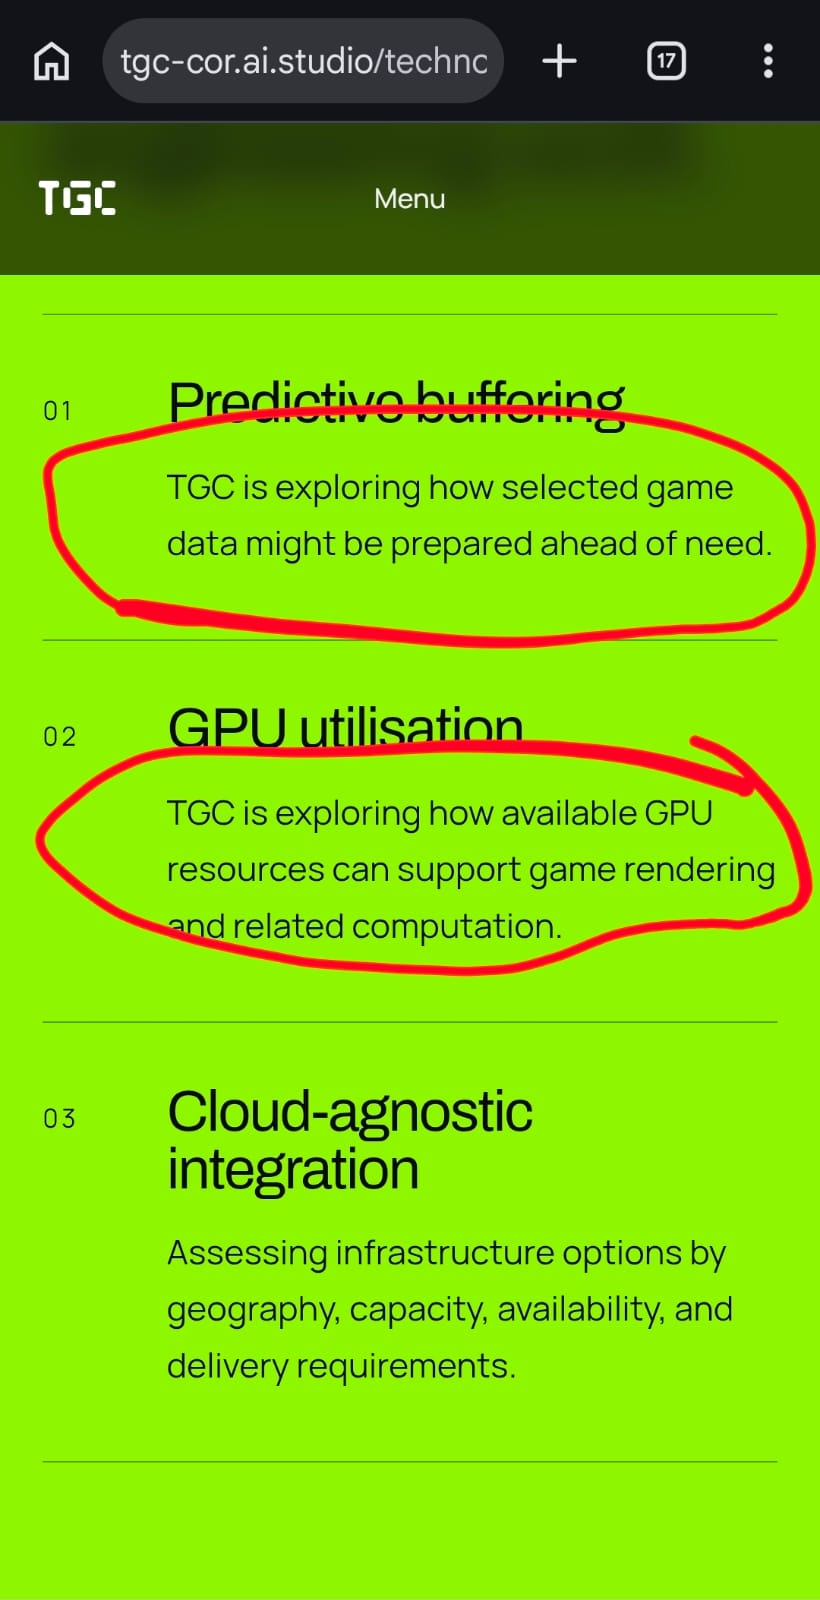 tgc-cor.ai.studio/techno
17
TGC
Menu
01
Predictive buffering
TGC is exploring how selected game
data might be prepared ahead of need.
02
GPU utilisation
TGC is exploring how available GPU
resources can support game rendering
and related computation.
03
Cloud-agnostic
integration
Assessing infrastructure options by
geography, capacity, availability, and
delivery requirements.